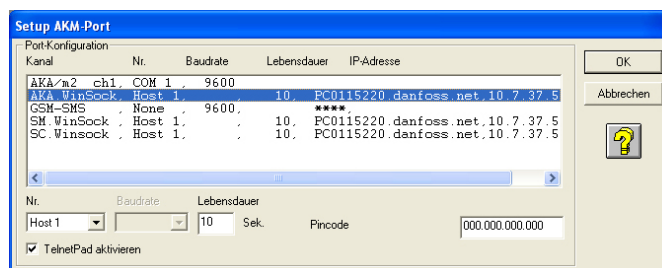 Setup AKM-Port
Port-Konfiguration
Kanal Nr. Baudrate Lebensdauer IP-Adresse
AKA/m2 ch1, COM 1 , 9600
AKA.WinSock, Host 1, , 10, PC0115220.danfoss.net,10.7.37.5
GSM-SMS , None , 9600, ****,
SM.WinSock , Host 1, , 10, PC0115220.danfoss.net,10.7.37.5
SC.Winsock , Host 1, , 10, PC0115220.danfoss.net,10.7.37.5
OK
Abbrechen
Nr. Baudrate Lebensdauer
Host 1 10 Sek. Pincode 000.000.000.000
TelnetPad aktivieren